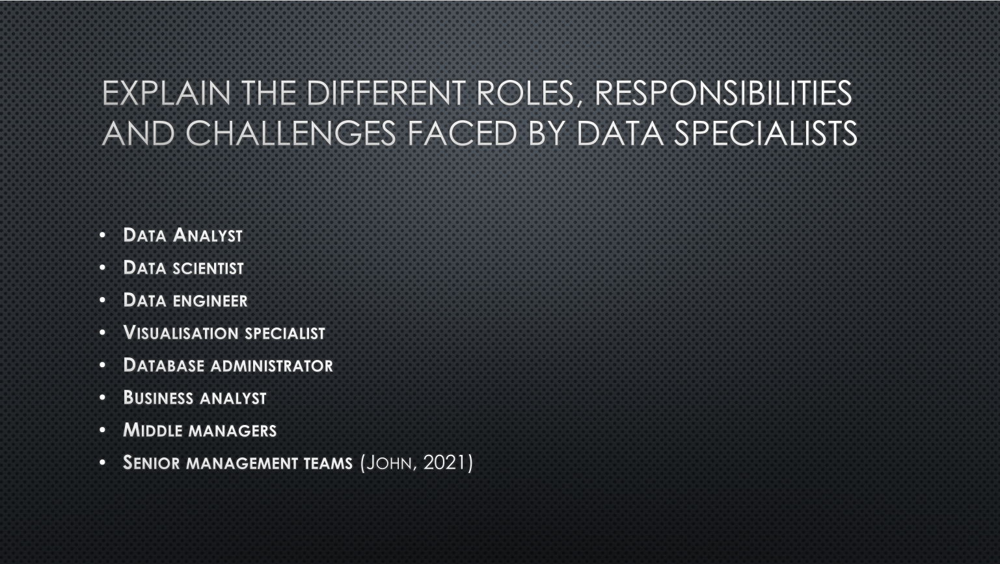 EXPLAIN THE DIFFERENT ROLES, RESPONSIBILITIES
AND CHALLENGES FACED BY DATA SPECIALISTS
• DATA ANALYST
• DATA SCIENTIST
• DATA ENGINEER
• VISUALISATION SPECIALIST
• DATABASE ADMINISTRATOR
• BUSINESS ANALYST
• MIDDLE MANAGERS
• SENIOR MANAGEMENT TEAMS (JOHN, 2021)